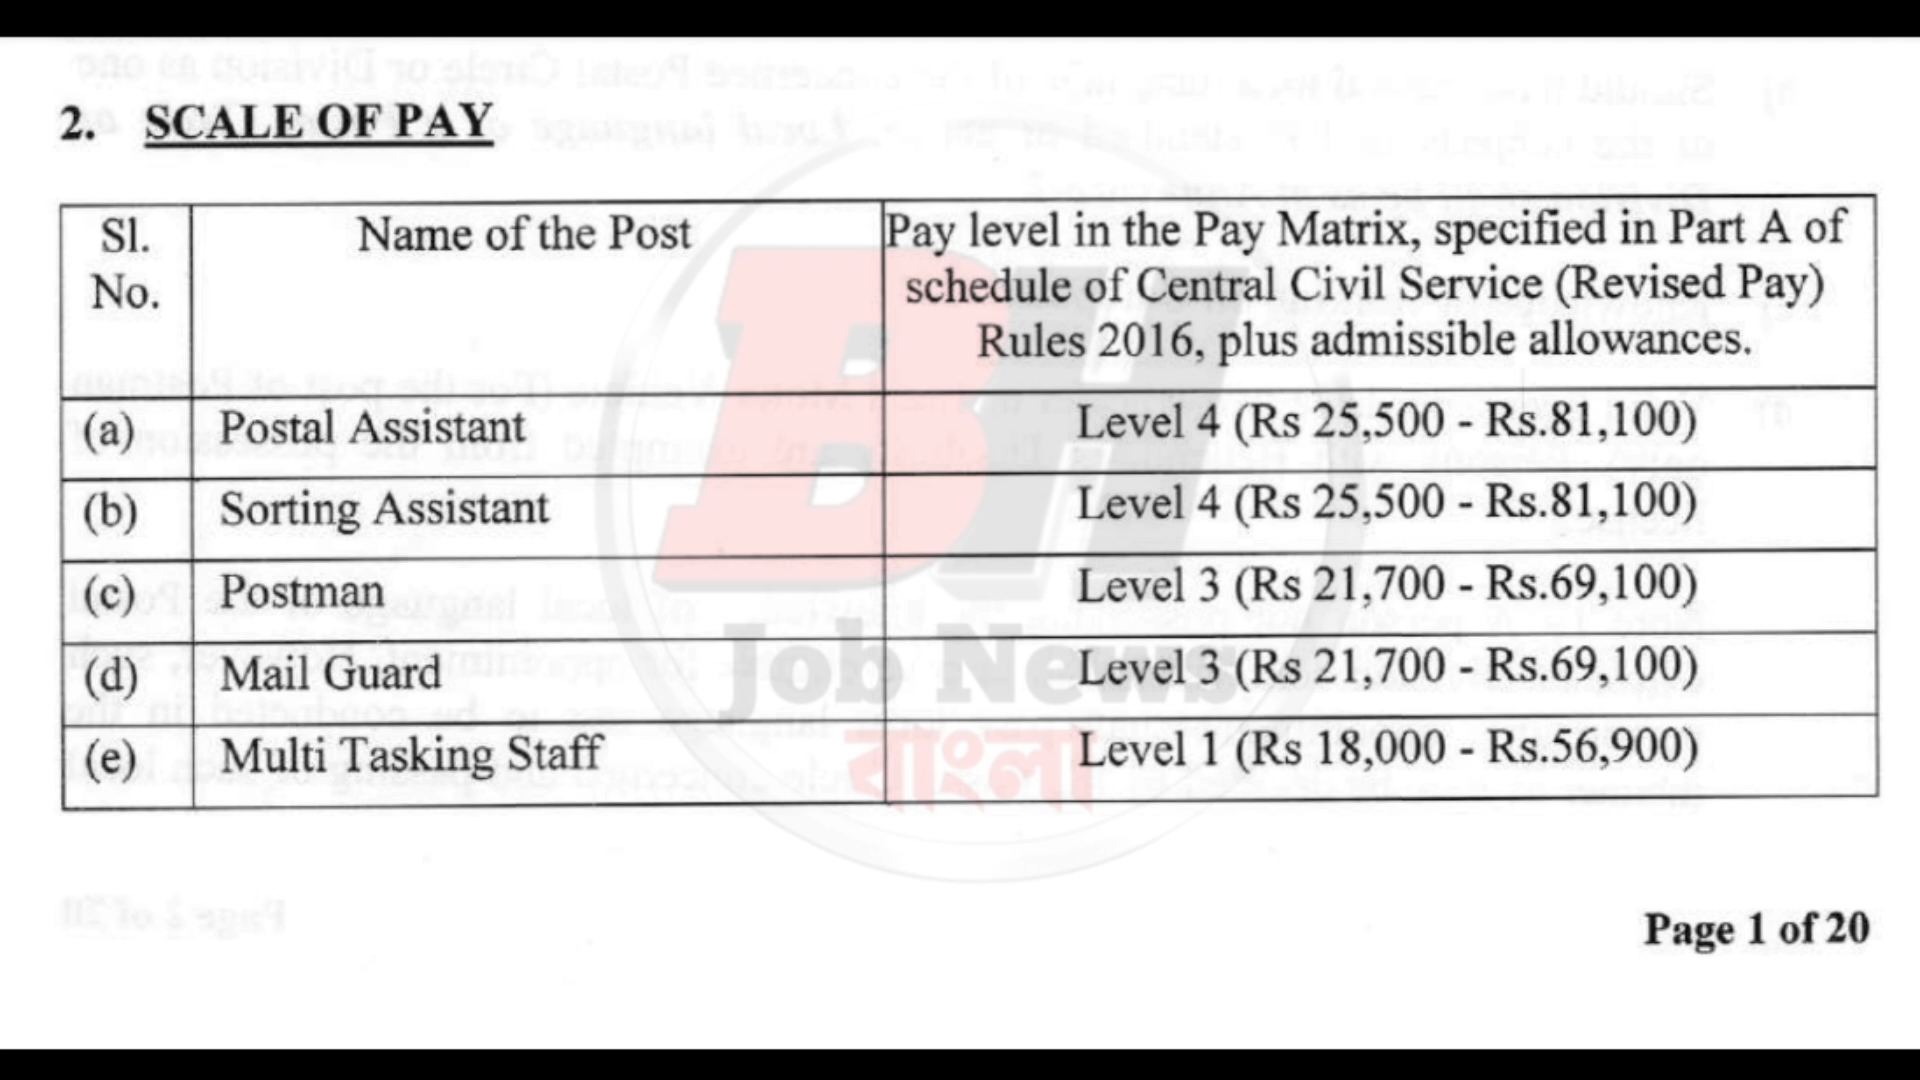 2. SCALE OF PAY
Sl. No.
Name of the Post
Pay level in the Pay Matrix, specified in Part A of
schedule of Central Civil Service (Revised Pay)
Rules 2016, plus admissible allowances.
(a) Postal Assistant Level 4 (Rs 25,500 - Rs.81,100)
(b) Sorting Assistant Level 4 (Rs 25,500 - Rs.81,100)
(c) Postman Level 3 (Rs 21,700 - Rs.69,100)
(d) Mail Guard Level 3 (Rs 21,700 - Rs.69,100)
(e) Multi Tasking Staff Level 1 (Rs 18,000 - Rs.56,900)
BH
Job News
বাংলা
Page 1 of 20